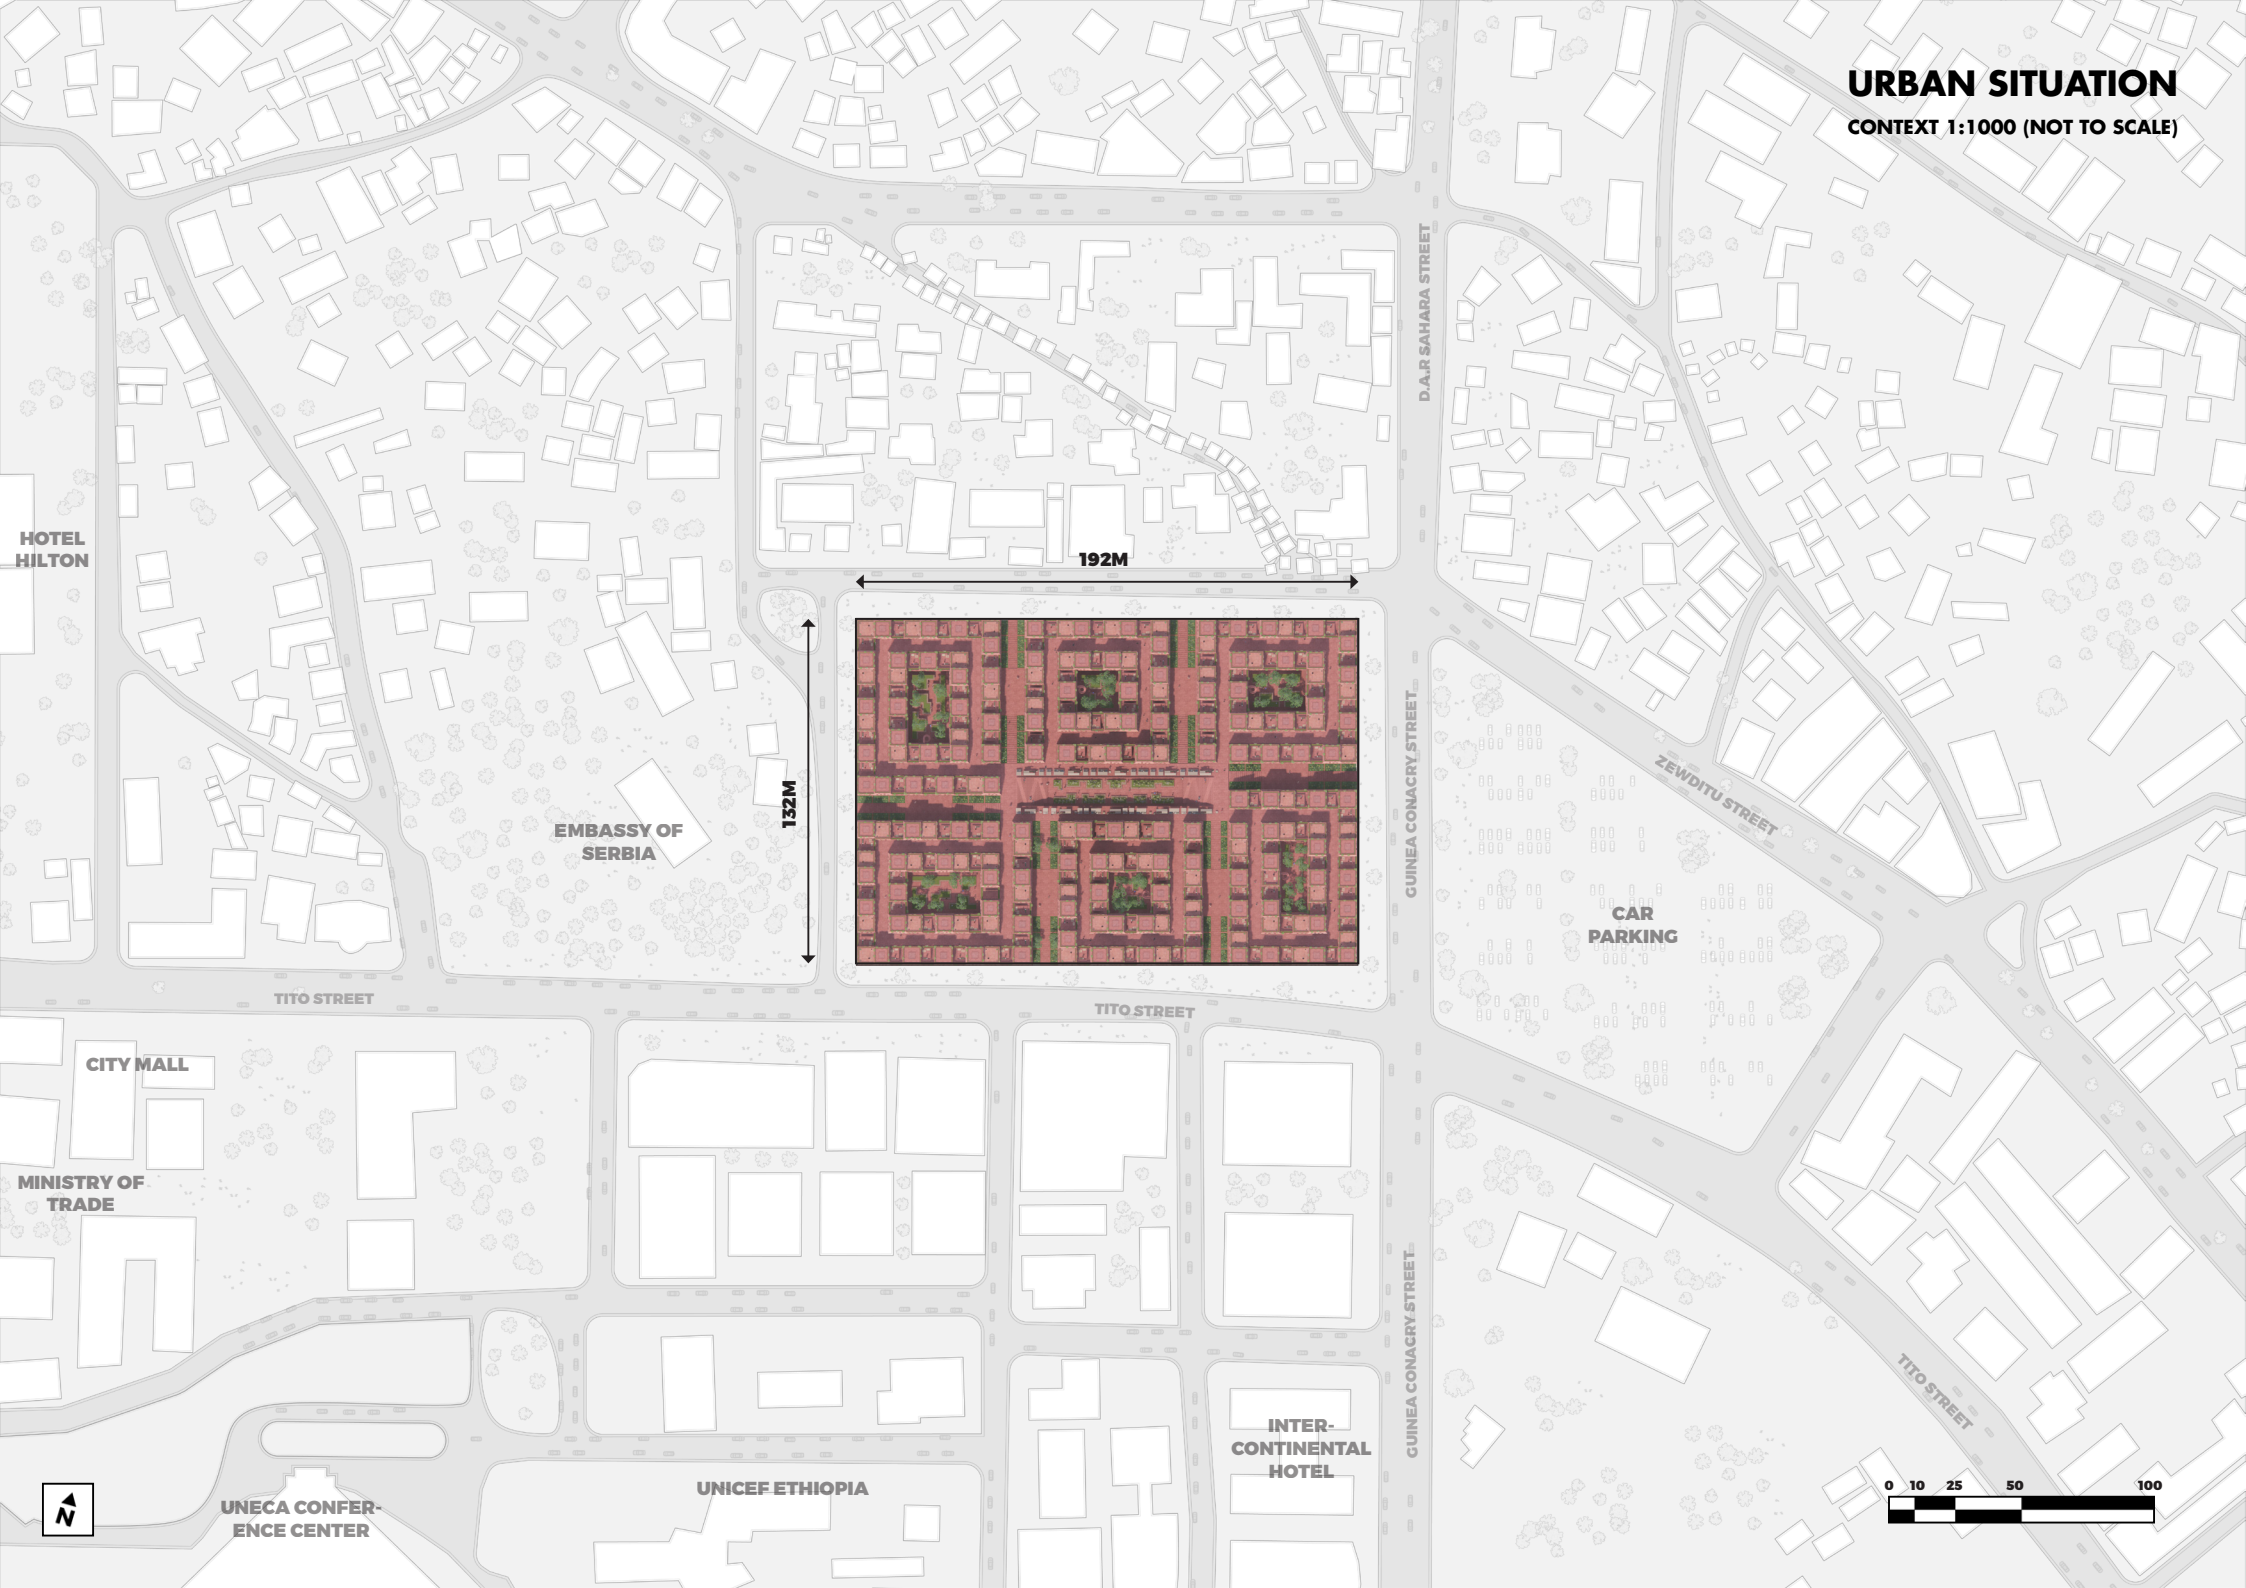 URBAN SITUATION
CONTEXT 1:1000 (NOT TO SCALE)
D.A.R SAHARA STREET
HOTEL
HILTON
192M
132M
GUINEA CONACRY STREET
ZEWDITU STREET
EMBASSY OF
SERBIA
CAR
PARKING
TITO STREET
TITO STREET
CITY MALL
MINISTRY OF
TRADE
GUINEA CONACRY STREET
TITO STREET
INTER-
CONTINENTAL
HOTEL
UNICEF ETHIOPIA
UNECA CONFER-
ENCE CENTER
N
0 10 25 50 100